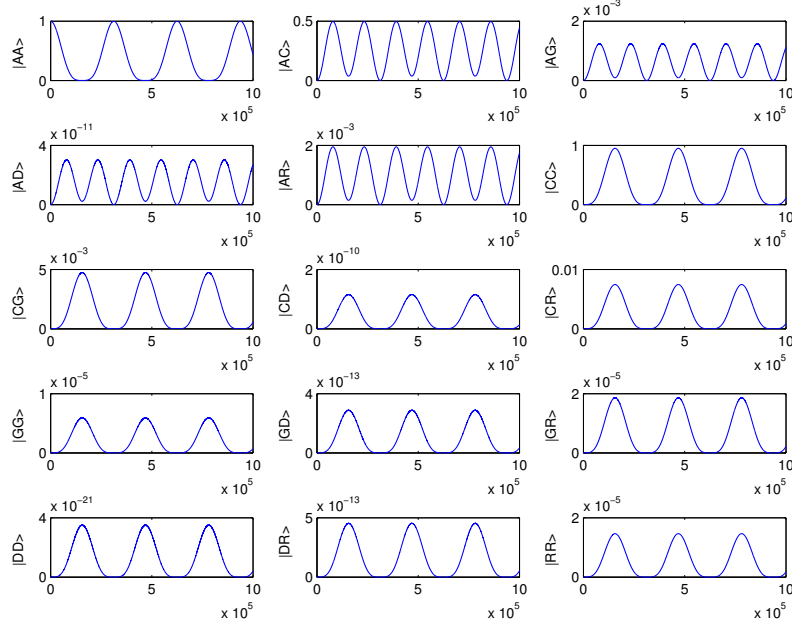 |AA> 1 0 0 5 10 x 10^5
|AC> 0.5 0 0 5 10 x 10^5
|AG> x 10^-3 2 1 0 0 5 10 x 10^5
|AD> x 10^-11 4 2 0 0 5 10 x 10^5
|AR> x 10^-3 2 1 0 0 5 10 x 10^5
|CC> 1 0 0 5 10 x 10^5
|CG> x 10^-3 5 0 0 5 10 x 10^5
|CD> x 10^-10 2 0 0 5 10 x 10^5
|CR> 0.01 0 0 5 10 x 10^5
|GG> x 10^-5 1 0 0 5 10 x 10^5
|GD> x 10^-13 4 2 0 0 5 10 x 10^5
|GR> x 10^-5 2 1 0 0 5 10 x 10^5
|DD> x 10^-21 4 2 0 0 5 10 x 10^5
|DR> x 10^-13 5 0 0 5 10 x 10^5
|RR> x 10^-5 2 1 0 0 5 10 x 10^5